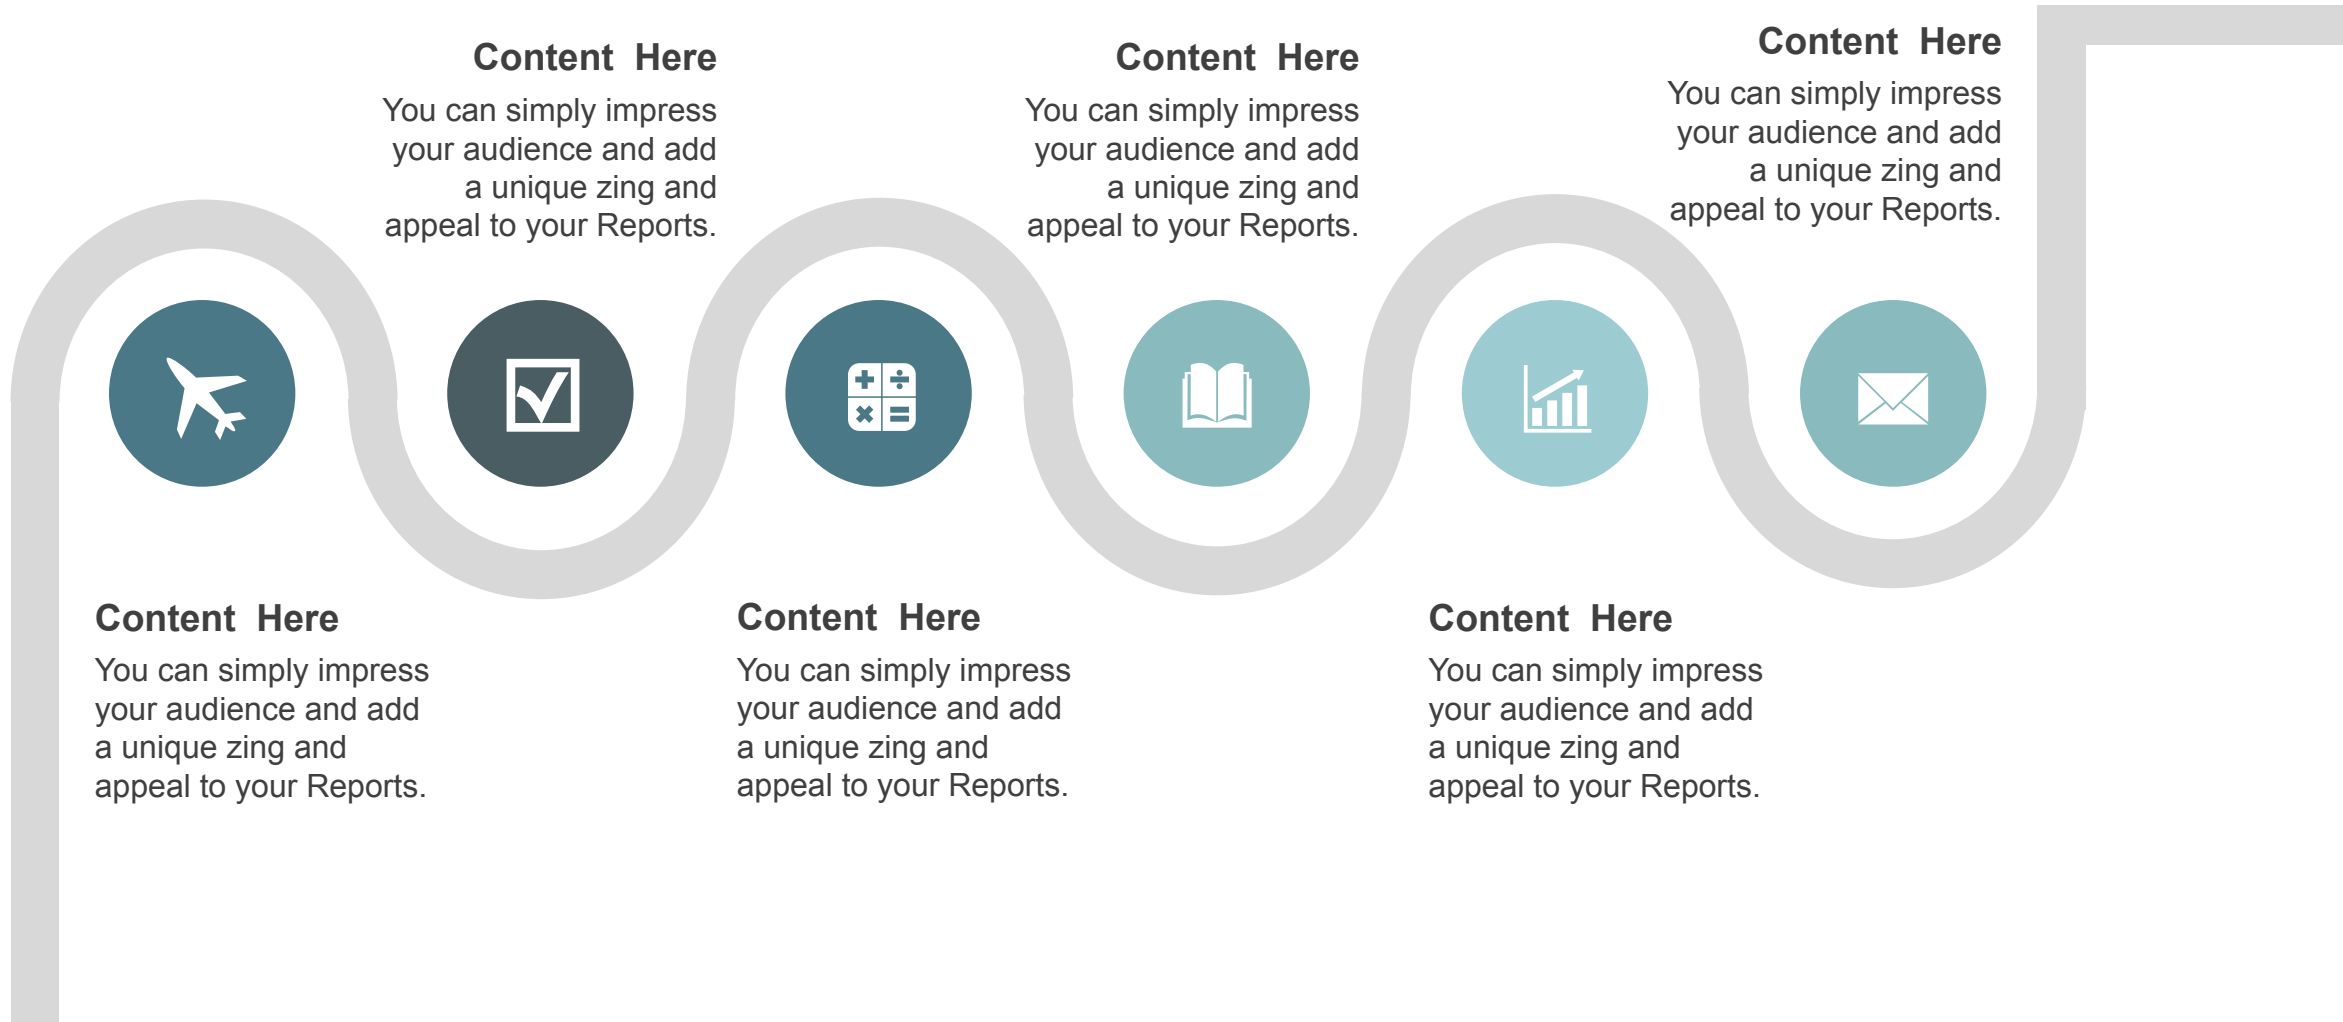 Content Here
You can simply impress
your audience and add
a unique zing and
appeal to your Reports.
Content Here
You can simply impress
your audience and add
a unique zing and
appeal to your Reports.
Content Here
You can simply impress
your audience and add
a unique zing and
appeal to your Reports.
Content Here
You can simply impress
your audience and add
a unique zing and
appeal to your Reports.
Content Here
You can simply impress
your audience and add
a unique zing and
appeal to your Reports.
Content Here
You can simply impress
your audience and add
a unique zing and
appeal to your Reports.